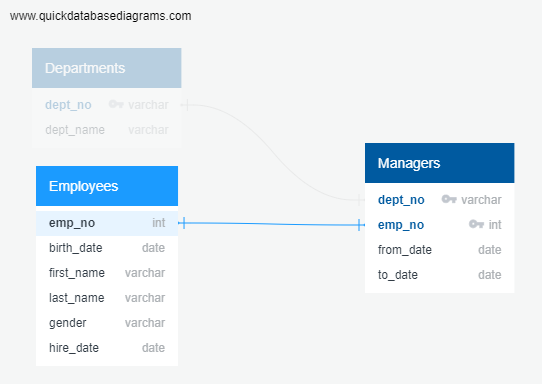 www.quickdatabasediagrams.com
Departments
dept_no varchar
dept_name varchar
Employees
emp_no int
birth_date date
first_name varchar
last_name varchar
gender varchar
hire_date date
Managers
dept_no varchar
emp_no int
from_date date
to_date date